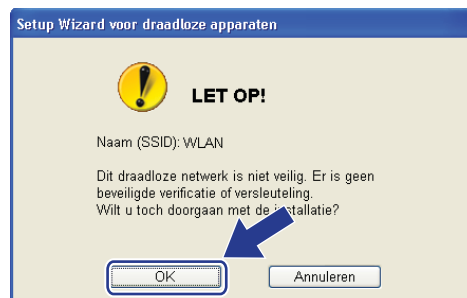 Setup Wizard voor draadloze apparaten
LET OP!
Naam (SSID): WLAN
Dit draadloze netwerk is niet veilig. Er is geen
beveiligde verificatie of versleuteling.
Wilt u toch doorgaan met de installatie?
OK
Annuleren